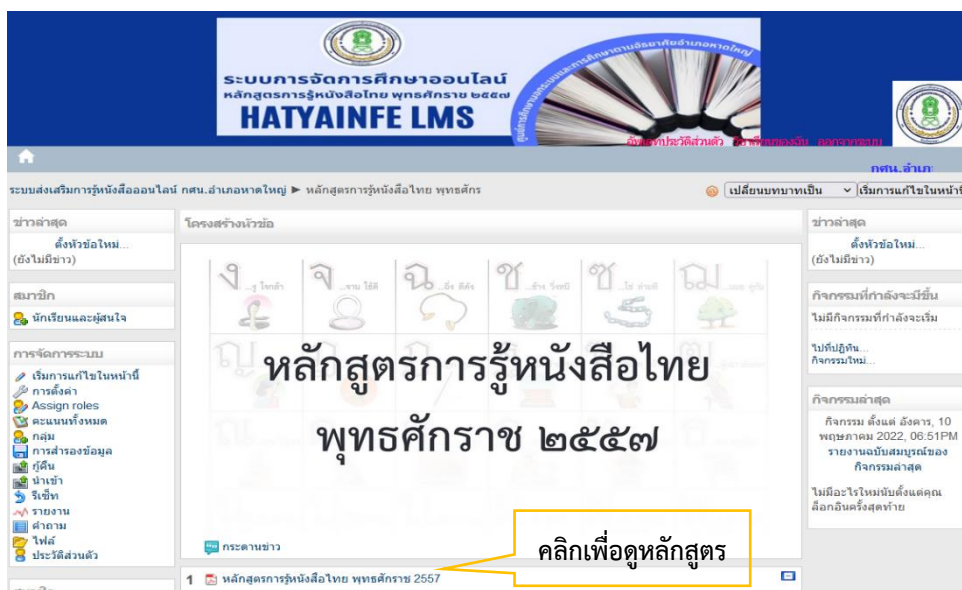 ระบบการจัดการศึกษาออนไลน์
หลักสูตรการรู้หนังสือไทย พุทธศักราช ๒๕๕๗
HATYAINFE LMS
ออกจากระบบ
กศน.อำเภ
ระบบส่งเสริมการรู้หนังสือออนไลน์ กศน.อำเภอหาดใหญ่ ► หลักสูตรการรู้หนังสือไทย พุทธศักร
เปลี่ยนบทบาทเป็น
เริ่มการแก้ไขในหน้านี้
ข่าวล่าสุด
ตั้งหัวข้อใหม่...
(ยังไม่มีข่าว)
สมาชิก
นักเรียนและผู้สนใจ
การจัดการระบบ
เริ่มการแก้ไขในหน้านี้
การตั้งค่า
Assign roles
คะแนนทั้งหมด
กลุ่ม
การสำรองข้อมูล
กู้คืน
นำเข้า
รีเซ็ท
รายงาน
คำถาม
ไฟล์
ประวัติส่วนตัว
โครงสร้างหัวข้อ
ง จ ฉ ช ซ ฌ
หลักสูตรการรู้หนังสือไทย
พุทธศักราช ๒๕๕๗
กระดานข่าว
คลิกเพื่อดูหลักสูตร
1 หลักสูตรการรู้หนังสือไทย พุทธศักราช 2557
ข่าวล่าสุด
ตั้งหัวข้อใหม่...
(ยังไม่มีข่าว)
กิจกรรมที่กำลังจะมีขึ้น
ไม่มีกิจกรรมที่กำลังจะเริ่ม
ไปที่ปฏิทิน...
กิจกรรมใหม่...
กิจกรรมล่าสุด
กิจกรรม ตั้งแต่ อังคาร, 10
พฤษภาคม 2022, 06:51PM
รายงานฉบับสมบูรณ์ของ
กิจกรรมล่าสุด
ไม่มีอะไรใหม่นับตั้งแต่คุณ
ล็อกอินครั้งสุดท้าย